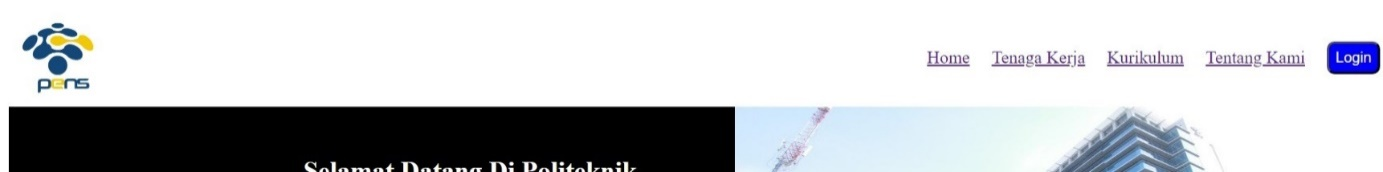 pens
Home Tenaga Kerja Kurikulum Tentang Kami Login
Selamat Datang Di Politeknik